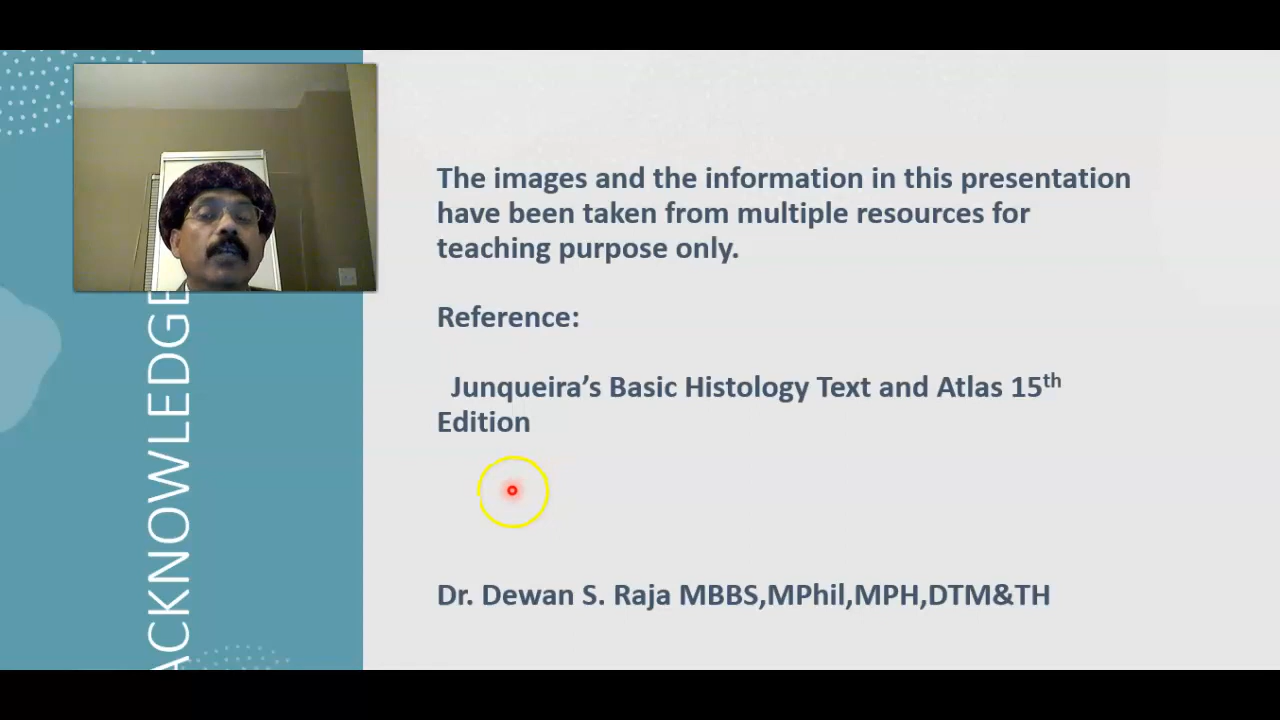 ACKNOWLEDGE
The images and the information in this presentation
have been taken from multiple resources for
teaching purpose only.
Reference:
Junqueira’s Basic Histology Text and Atlas 15th
Edition
Dr. Dewan S. Raja MBBS,MPhil,MPH,DTM&TH